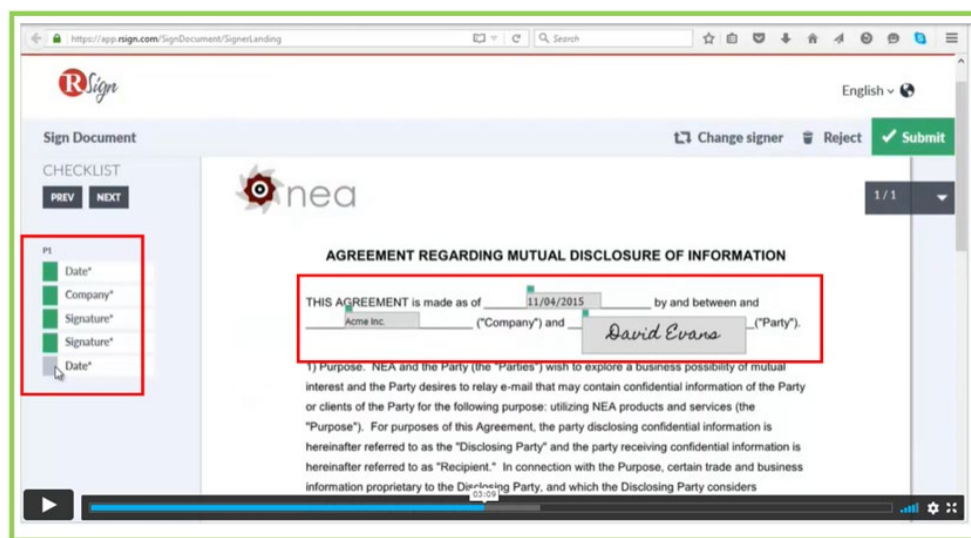 https://app.rsign.com/SignDocument/SignerLanding
Search
RSign
English
Sign Document
Change signer
Reject
Submit
CHECKLIST
PREV
NEXT
nea
1 / 1
P1
Date*
Company*
Signature*
Signature*
Date*
AGREEMENT REGARDING MUTUAL DISCLOSURE OF INFORMATION
THIS AGREEMENT is made as of 11/04/2015 by and between and
Acme Inc. ("Company") and David Evans ("Party").
1) Purpose. NEA and the Party (the "Parties") wish to explore a business possibility of mutual
interest and the Party desires to relay e-mail that may contain confidential information of the Party
or clients of the Party for the following purpose: utilizing NEA products and services (the
"Purpose"). For purposes of this Agreement, the party disclosing confidential information is
hereinafter referred to as the "Disclosing Party" and the party receiving confidential information is
hereinafter referred to as "Recipient." In connection with the Purpose, certain trade and business
information proprietary to the Disclosing Party, and which the Disclosing Party considers
03:09